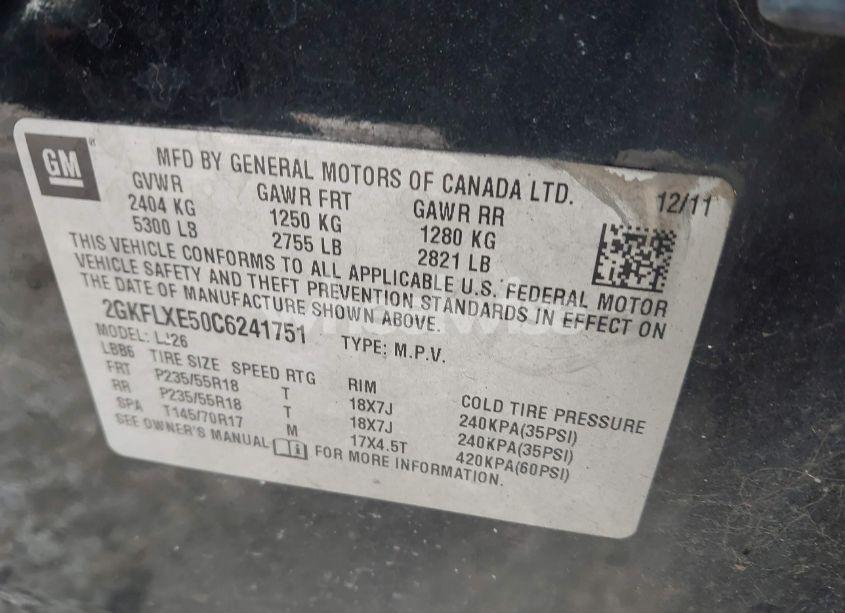 GM
MFD BY GENERAL MOTORS OF CANADA LTD. 12/11
GVWR GAWR FRT GAWR RR
2404 KG 1250 KG 1280 KG
5300 LB 2755 LB 2821 LB
THIS VEHICLE CONFORMS TO ALL APPLICABLE U.S. FEDERAL MOTOR
VEHICLE SAFETY AND THEFT PREVENTION STANDARDS IN EFFECT ON
THE DATE OF MANUFACTURE SHOWN ABOVE.
2GKFLXE50C6241751 TYPE: M.P.V.
MODEL: L:26
LBB6 TIRE SIZE SPEED RTG RIM COLD TIRE PRESSURE
FRT P235/55R18 T 18X7J 240KPA(35PSI)
RR P235/55R18 T 18X7J 240KPA(35PSI)
SPA T145/70R17 M 17X4.5T 420KPA(60PSI)
SEE OWNER'S MANUAL FOR MORE INFORMATION.